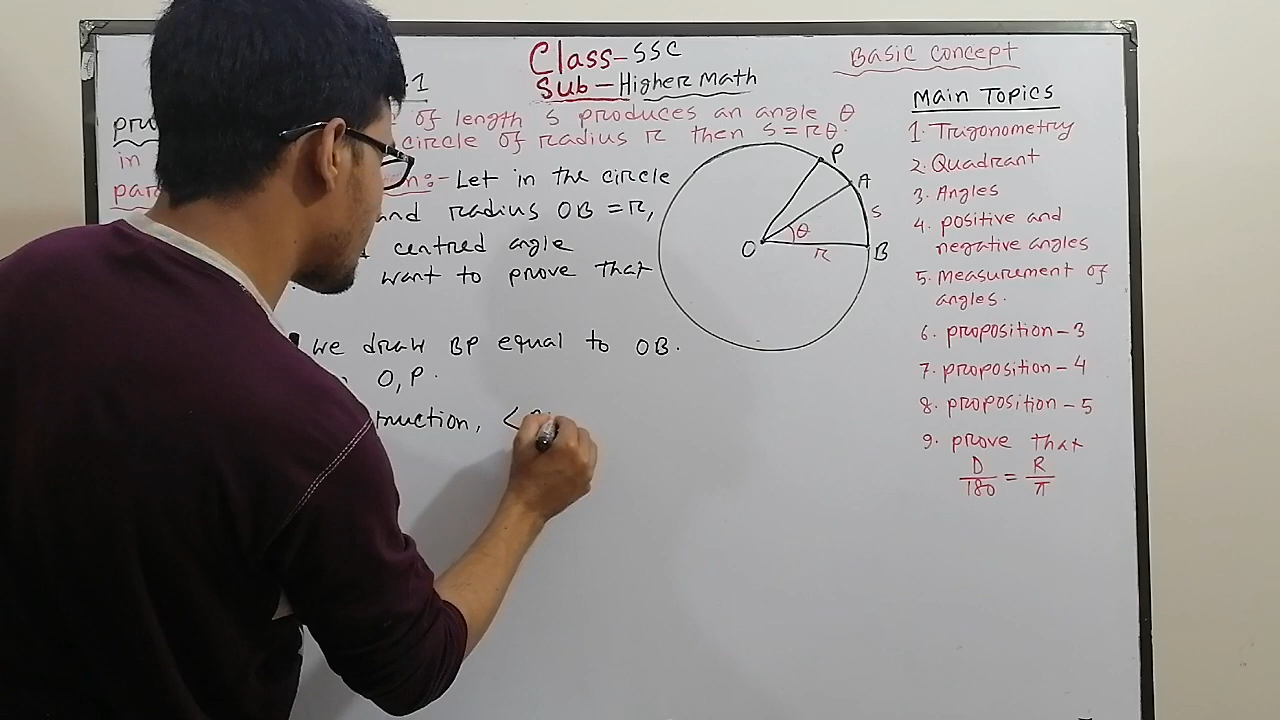 Class-SSC
Sub-Higher Math
.1
of length S produces an angle θ
in circle of radius R then S=Rθ.
Let in the circle
and radius OB=R,
centred angle
want to prove that
we draw BP equal to OB.
O,P.
<
P
A
S
B
R
O
θ
Basic concept
Main Topics
1. Trigonometry
2. Quadrant
3. Angles
4. positive and
negative angles
5. Measurement of
angles.
6. proposition-3
7. proposition-4
8. proposition-5
9. prove that
D/180 = R/π